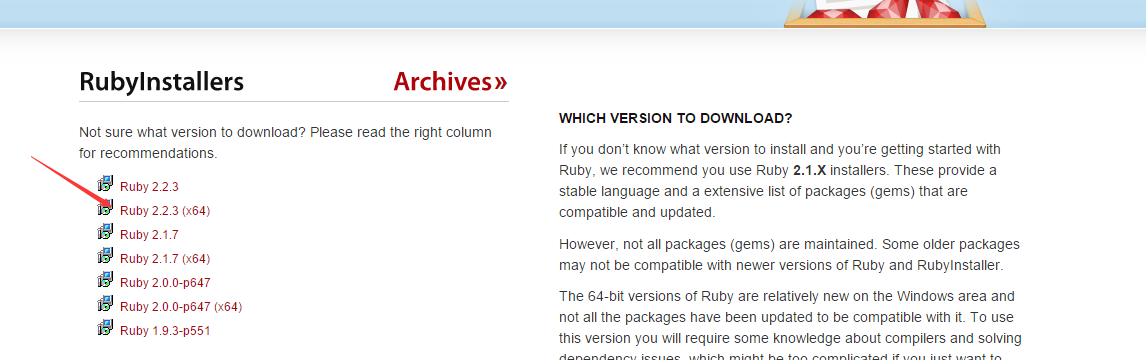 RubyInstallers
Archives»
Not sure what version to download? Please read the right column
for recommendations.
Ruby 2.2.3
Ruby 2.2.3 (x64)
Ruby 2.1.7
Ruby 2.1.7 (x64)
Ruby 2.0.0-p647
Ruby 2.0.0-p647 (x64)
Ruby 1.9.3-p551
WHICH VERSION TO DOWNLOAD?
If you don’t know what version to install and you’re getting started with
Ruby, we recommend you use Ruby 2.1.X installers. These provide a
stable language and a extensive list of packages (gems) that are
compatible and updated.
However, not all packages (gems) are maintained. Some older packages
may not be compatible with newer versions of Ruby and RubyInstaller.
The 64-bit versions of Ruby are relatively new on the Windows area and
not all the packages have been updated to be compatible with it. To use
this version you will require some knowledge about compilers and solving
dependency issues, which might be too complicated if you just want to